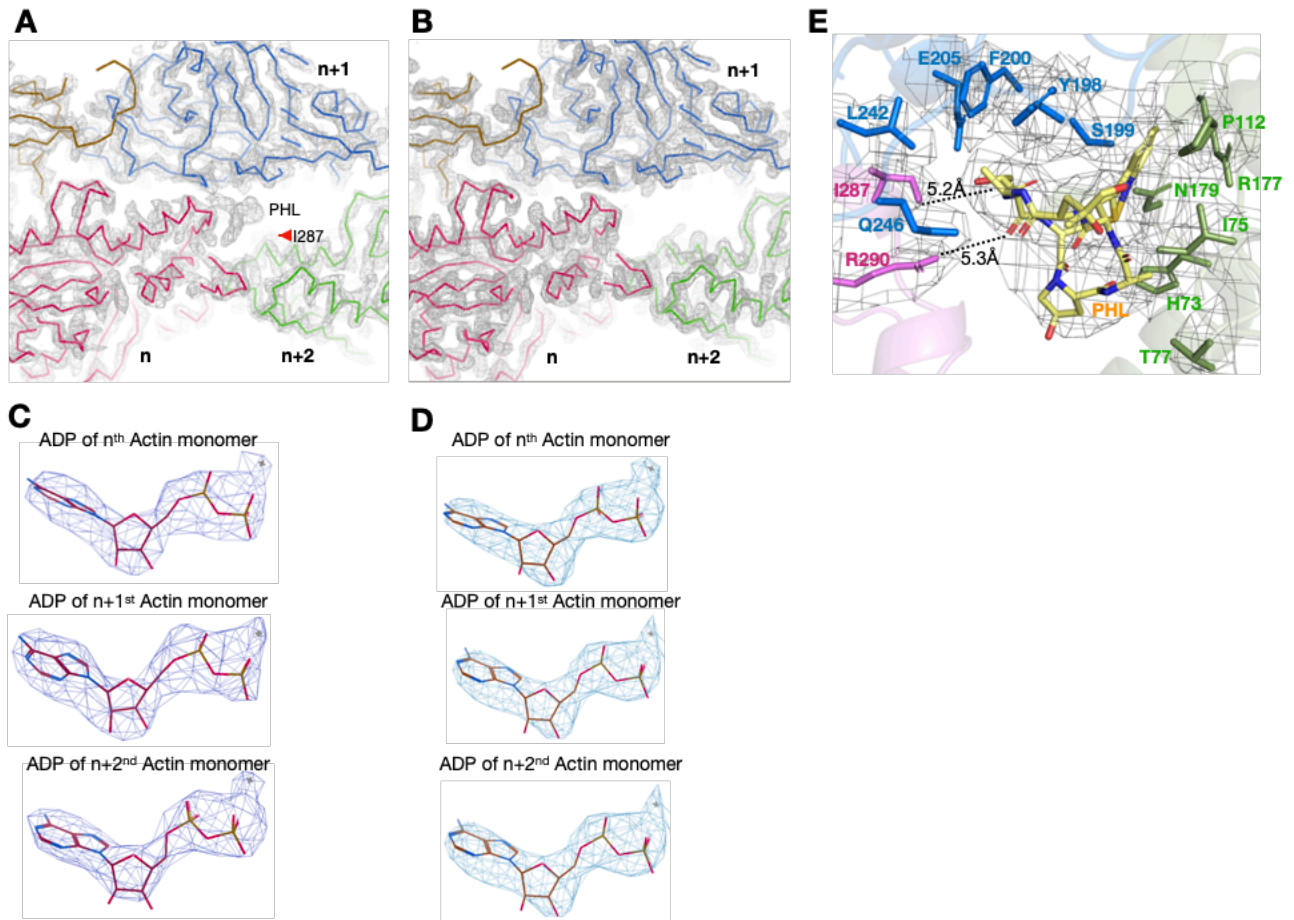 A
n+1
PHL
I287
n
n+2
B
n+1
n
n+2
E
E205
F200
Y198
L242
S199
P112
I287
5.2Å
N179
R177
Q246
I75
R290
5.3Å
PHL
H73
T77
C
ADP of nth Actin monomer
ADP of n+1st Actin monomer
ADP of n+2nd Actin monomer
D
ADP of nth Actin monomer
ADP of n+1st Actin monomer
ADP of n+2nd Actin monomer